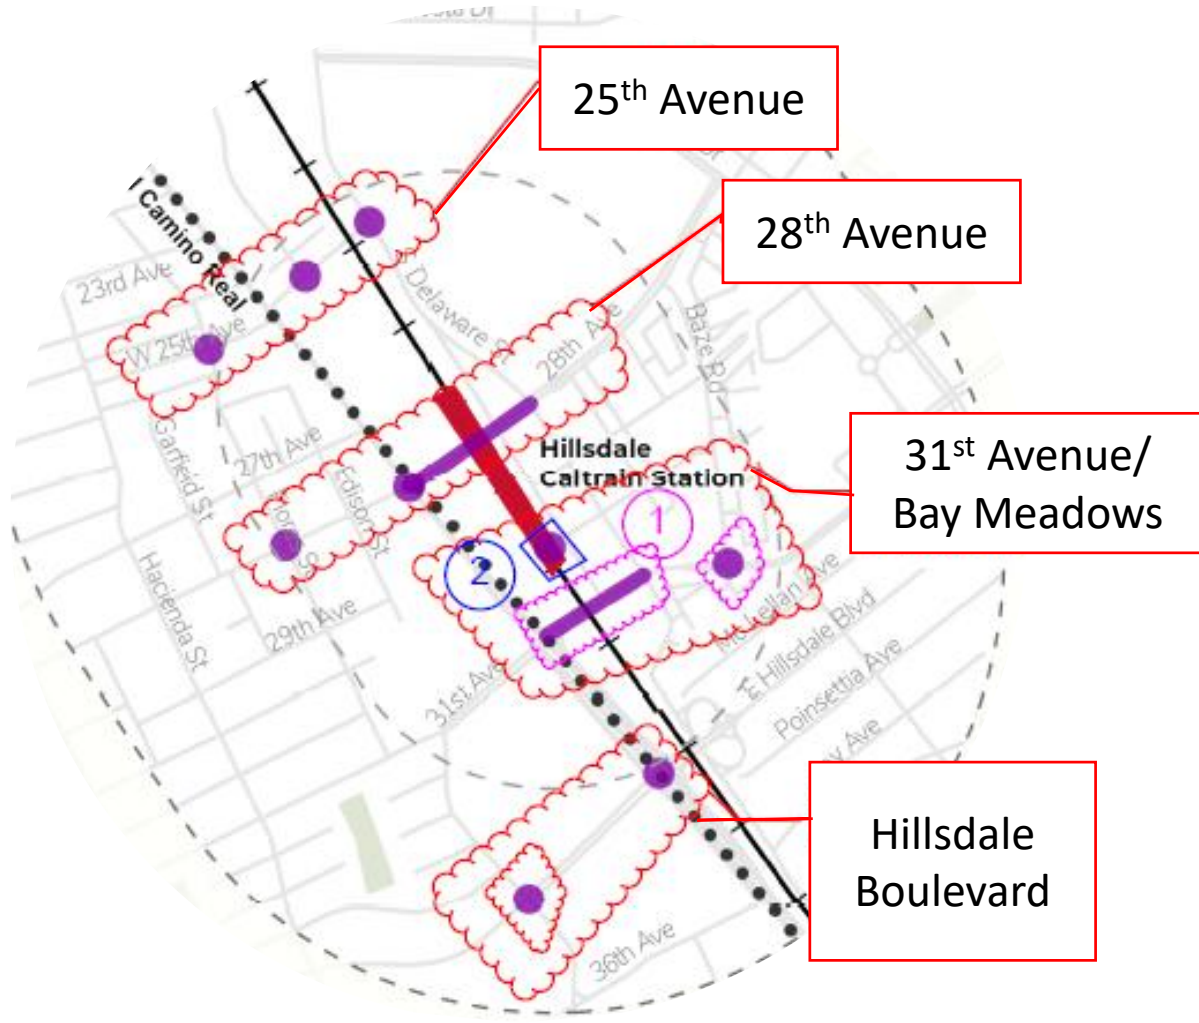 25th Avenue
28th Avenue
l Camino Real
23rd Ave
W 25th Ave
Delaware S
28th Ave
Baze Rd
Garfield St
27th Ave
Edison St
Hillsdale
Caltrain Station
31st Avenue/
Bay Meadows
1
2
Hacienda St
29th Ave
31st Ave
McLellan Ave
E Hillsdale Blvd
Poinsettia Ave
Ave
Hillsdale
Boulevard
36th Ave